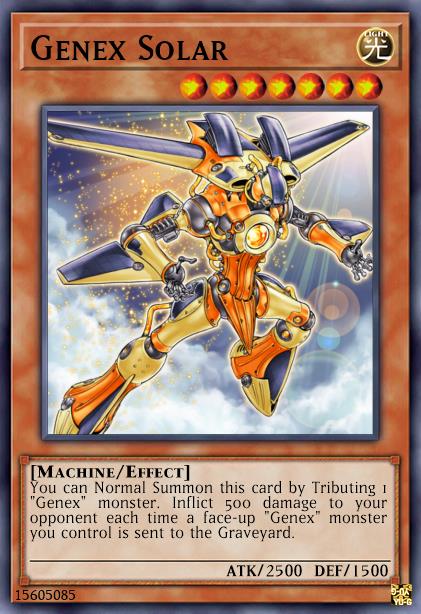 GENEX SOLAR
LIGHT
光
[MACHINE/EFFECT]
You can Normal Summon this card by Tributing 1
"Genex" monster. Inflict 500 damage to your
opponent each time a face-up "Genex" monster
you control is sent to the Graveyard.
ATK/2500 DEF/1500
15605085